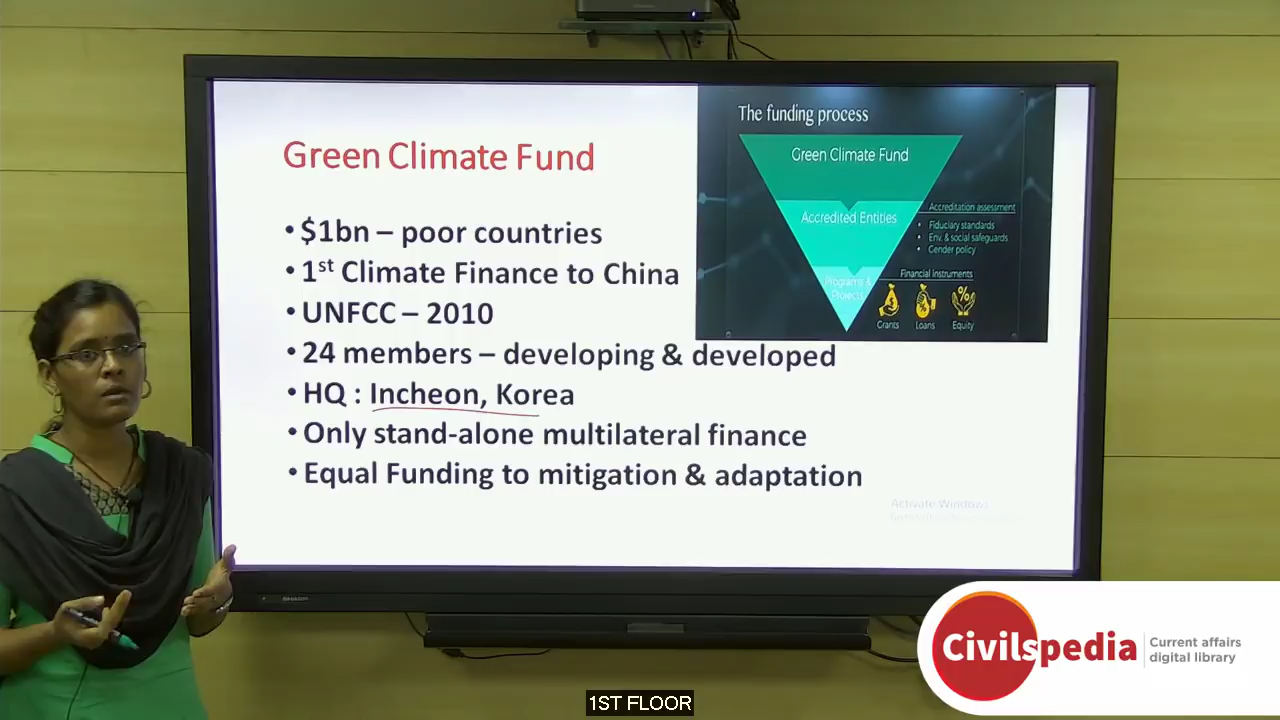 Green Climate Fund
• $1bn – poor countries
• 1st Climate Finance to China
• UNFCC – 2010
• 24 members – developing & developed
• HQ : Incheon, Korea
• Only stand-alone multilateral finance
• Equal Funding to mitigation & adaptation
The funding process
Green Climate Fund
Accredited Entities
Programs &
Projects
Accreditation assessment
• Fiduciary standards
• Env. & social safeguards
• Gender policy
Financial instruments
Grants
Loans
Equity
Activate Windows
SHARP
Civilspedia
Current affairs
digital library
1ST FLOOR